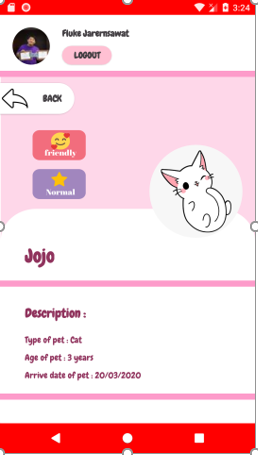 3:24
Fluke Jarernsawat
LOGOUT
BACK
friendly
Normal
Jojo
Description :
Type of pet : Cat
Age of pet : 3 years
Arrive date of pet : 20/03/2020